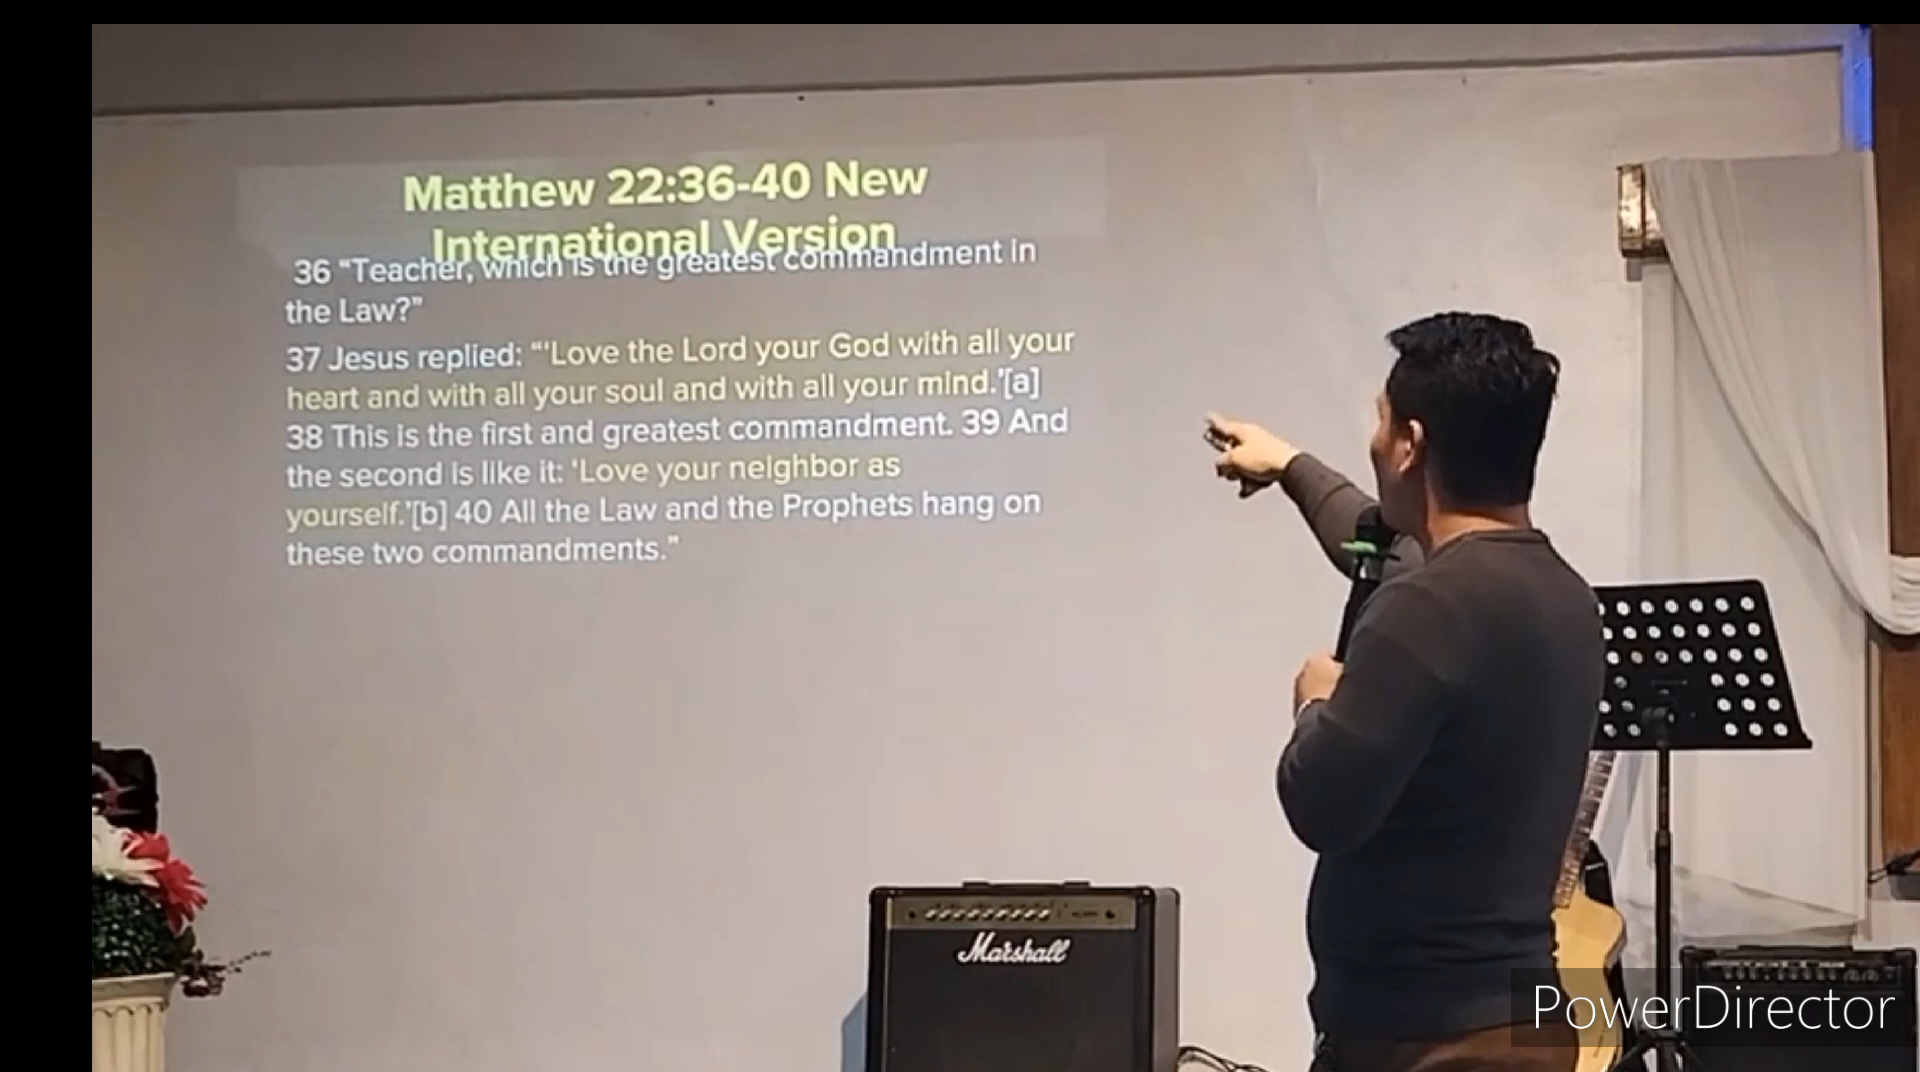 Matthew 22:36-40 New
International Version
36 “Teacher, which is the greatest commandment in
the Law?”
37 Jesus replied: “‘Love the Lord your God with all your
heart and with all your soul and with all your mind.’[a]
38 This is the first and greatest commandment. 39 And
the second is like it: ‘Love your neighbor as
yourself.’[b] 40 All the Law and the Prophets hang on
these two commandments.”
Marshall
PowerDirector